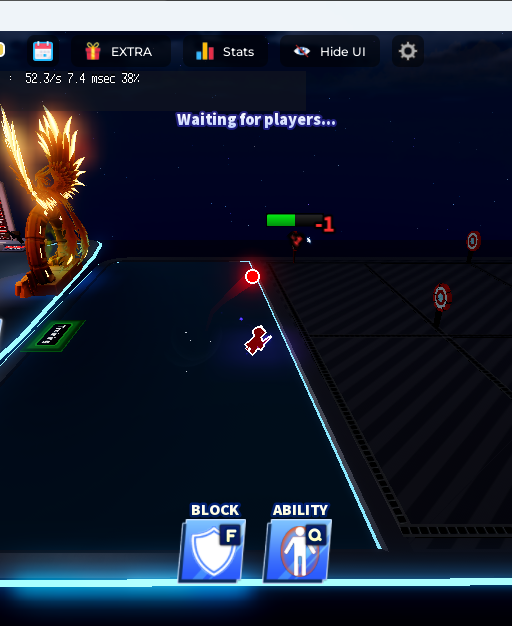 EXTRA
Stats
Hide UI
: 52.3/s 7.4 msec 38%
Waiting for players...
-1
BLOCK
ABILITY
F
Q